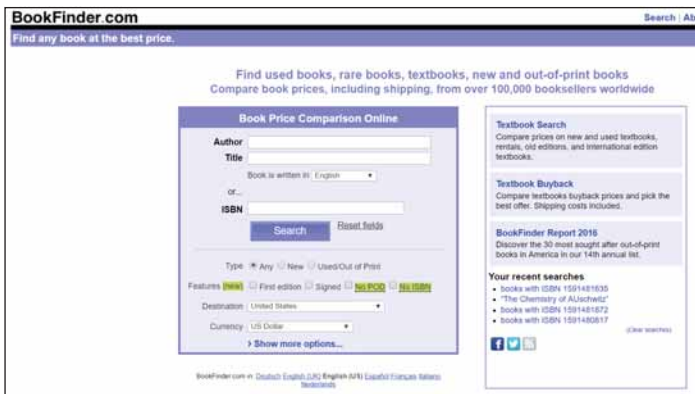 BookFinder.com
Search | Ab
Find any book at the best price.
Find used books, rare books, textbooks, new and out-of-print books
Compare book prices, including shipping, from over 100,000 booksellers worldwide
Book Price Comparison Online
Author
Title
Book is written in: English
or...
ISBN
Search Reset fields
Type Any New Used/Out of Print
Features (new) First edition Signed No POD No ISBN
Destination United States
Currency US Dollar
› Show more options...
Textbook Search
Compare prices on new and used textbooks,
rentals, old editions, and international edition
textbooks.
Textbook Buyback
Compare textbooks buyback prices and pick the
best offer. Shipping costs included.
BookFinder Report 2016
Discover the 30 most sought after out-of-print
books in America in our 14th annual list.
Your recent searches
• books with ISBN 1591481635
• "The Chemistry of AUschwitz"
• books with ISBN 1591481872
• books with ISBN 1591480817
(Clear searches)
BookFinder.com in: Deutsch English (UK) English (US) Español Français Italiano
Nederlands